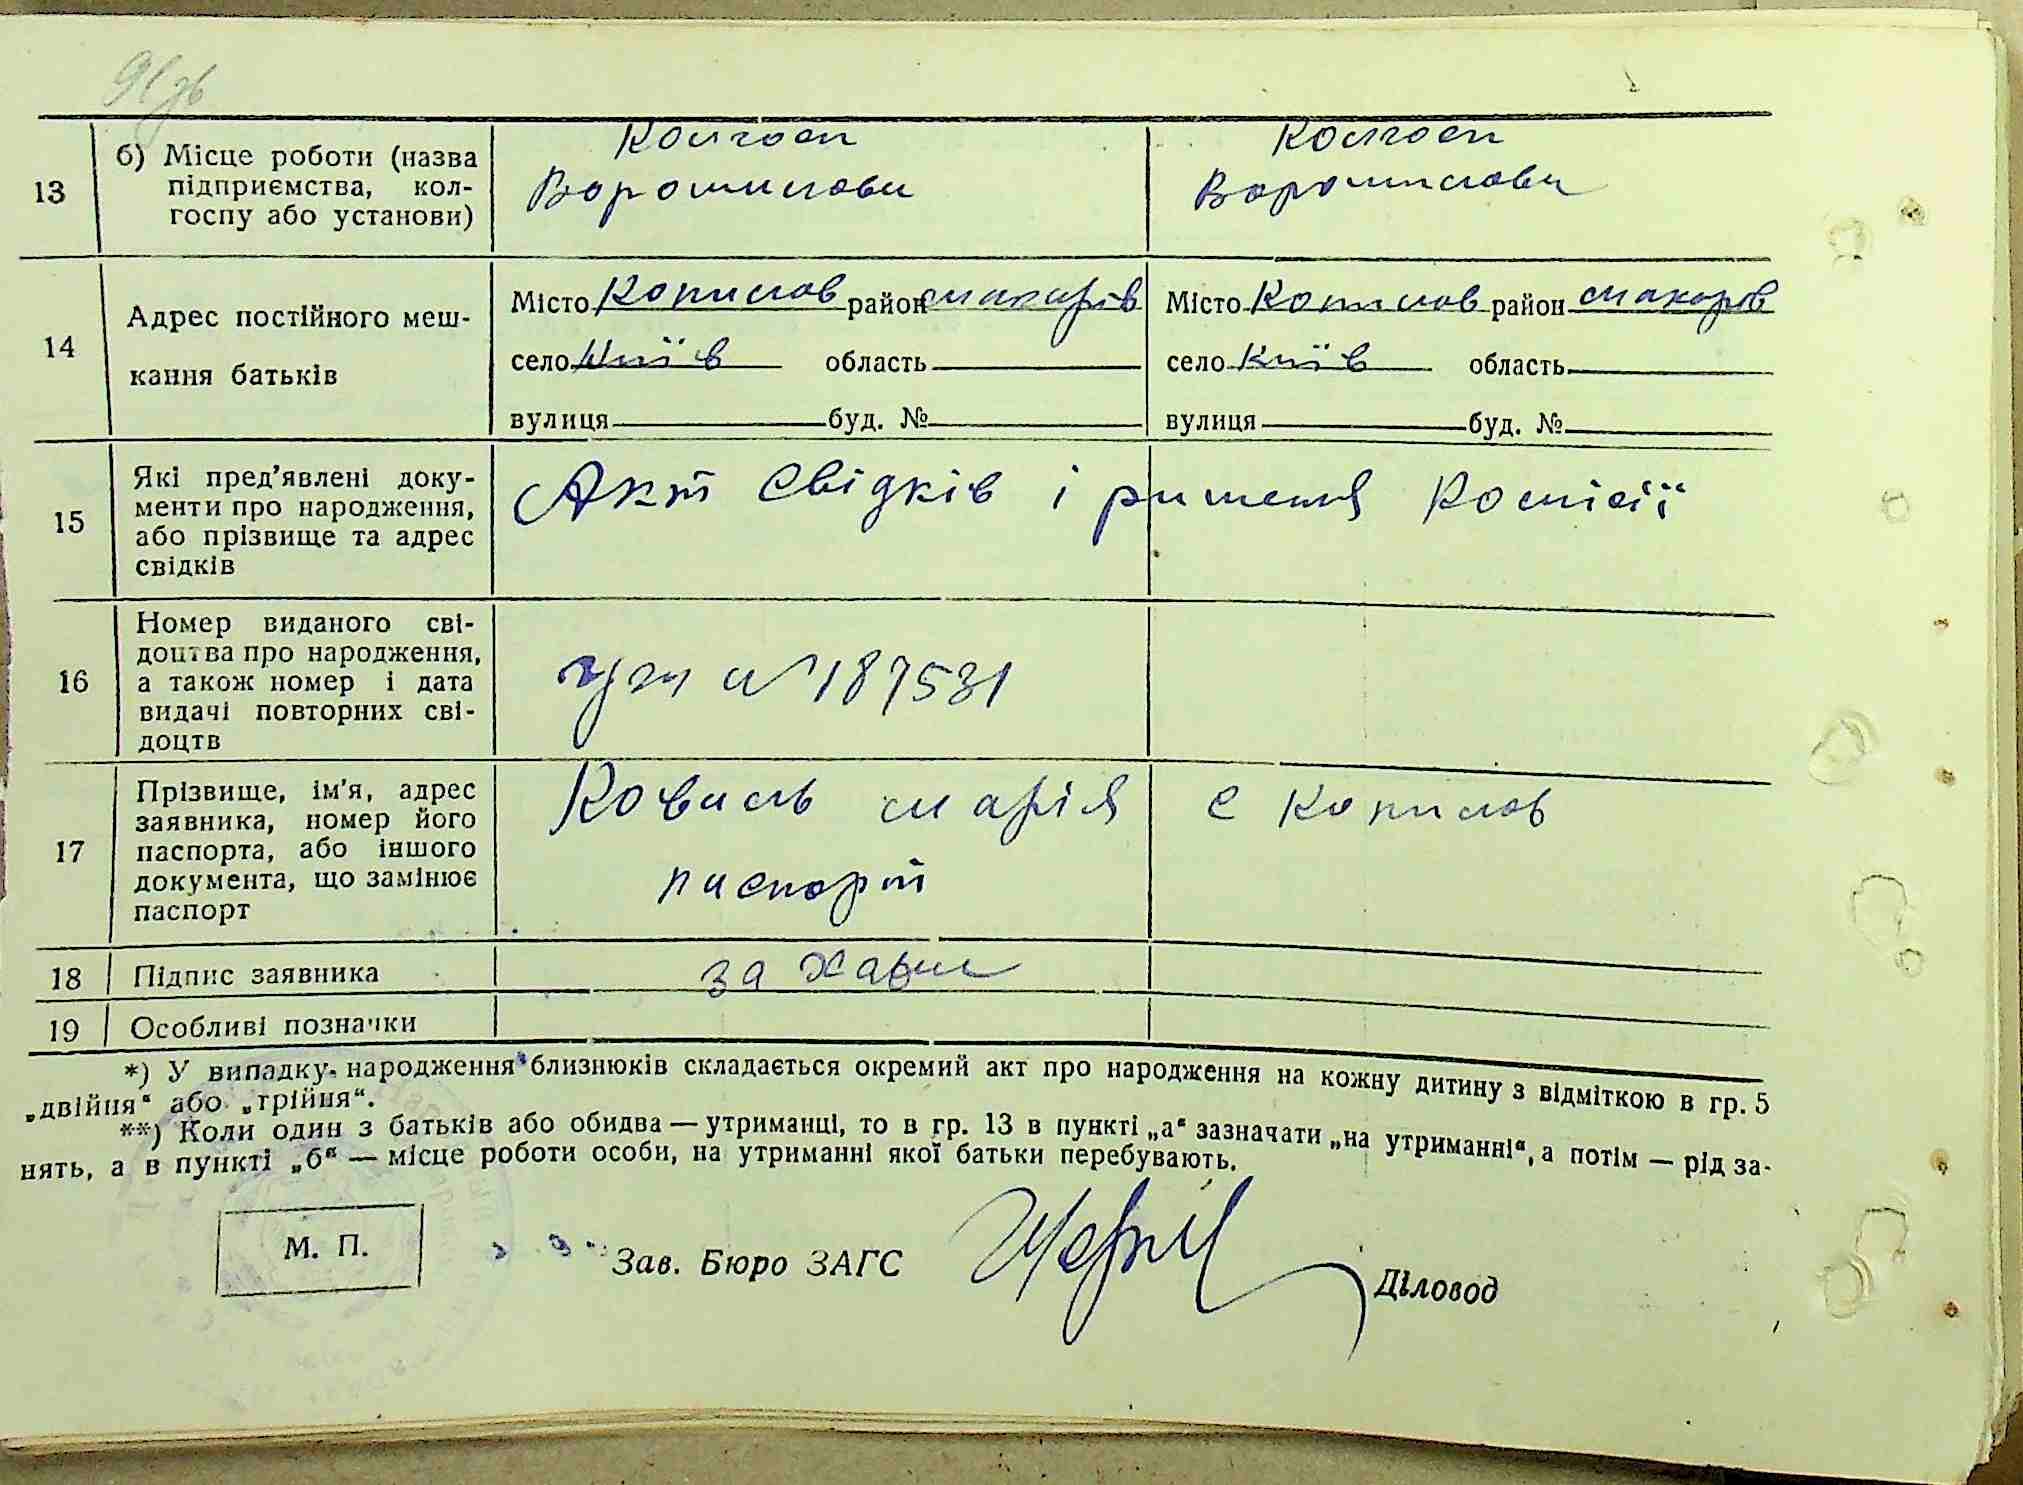 91 зв
13
б) Місце роботи (назва
підприємства, кол-
госпу або установи)
Колгосп
Ворошилова
Колгосп
Ворошилова
14
Адрес постійного меш-
кання батьків
Місто Копилов район Макарів
село Київ область
вулиця буд. №
Місто Копилов район Макаров
село Київ область
вулиця буд. №
15
Які пред'явлені доку-
менти про народження,
або прізвище та адрес
свідків
Акт свідків і ришення Комісії
16
Номер виданого сві-
доцтва про народження,
а також номер і дата
видачі повторних сві-
доцтв
№187531
17
Прізвище, ім'я, адрес
заявника, номер його
паспорта, або іншого
документа, що замінює
паспорт
Коваль Марія
паспорт
с Копилов
18
Підпис заявника
за
19
Особливі позначки
*) У випадку народження близнюків складається окремий акт про народження на кожну дитину з відміткою в гр. 5
„двійня“ або „трійня“.
**) Коли один з батьків або обидва — утриманці, то в гр. 13 в пункті „а“ зазначати „на утриманні“, а потім — рід за-
нять, а в пункті „б“ — місце роботи особи, на утриманні якої батьки перебувають.
М. П.
Зав. Бюро ЗАГС
Діловод